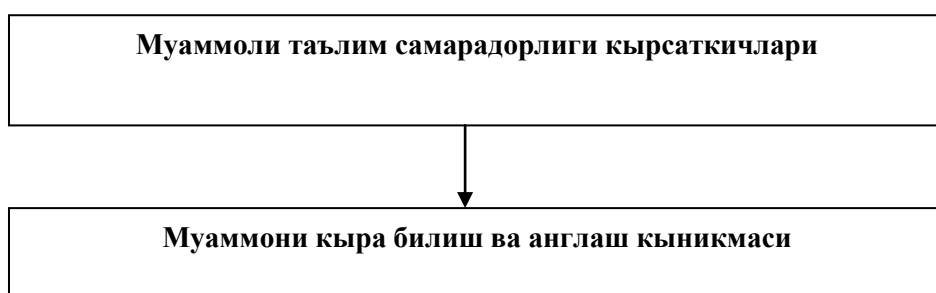 Муаммоли таълим самарадорлиги кырсаткичлари
Муаммони кыра билиш ва англаш кыникмаси